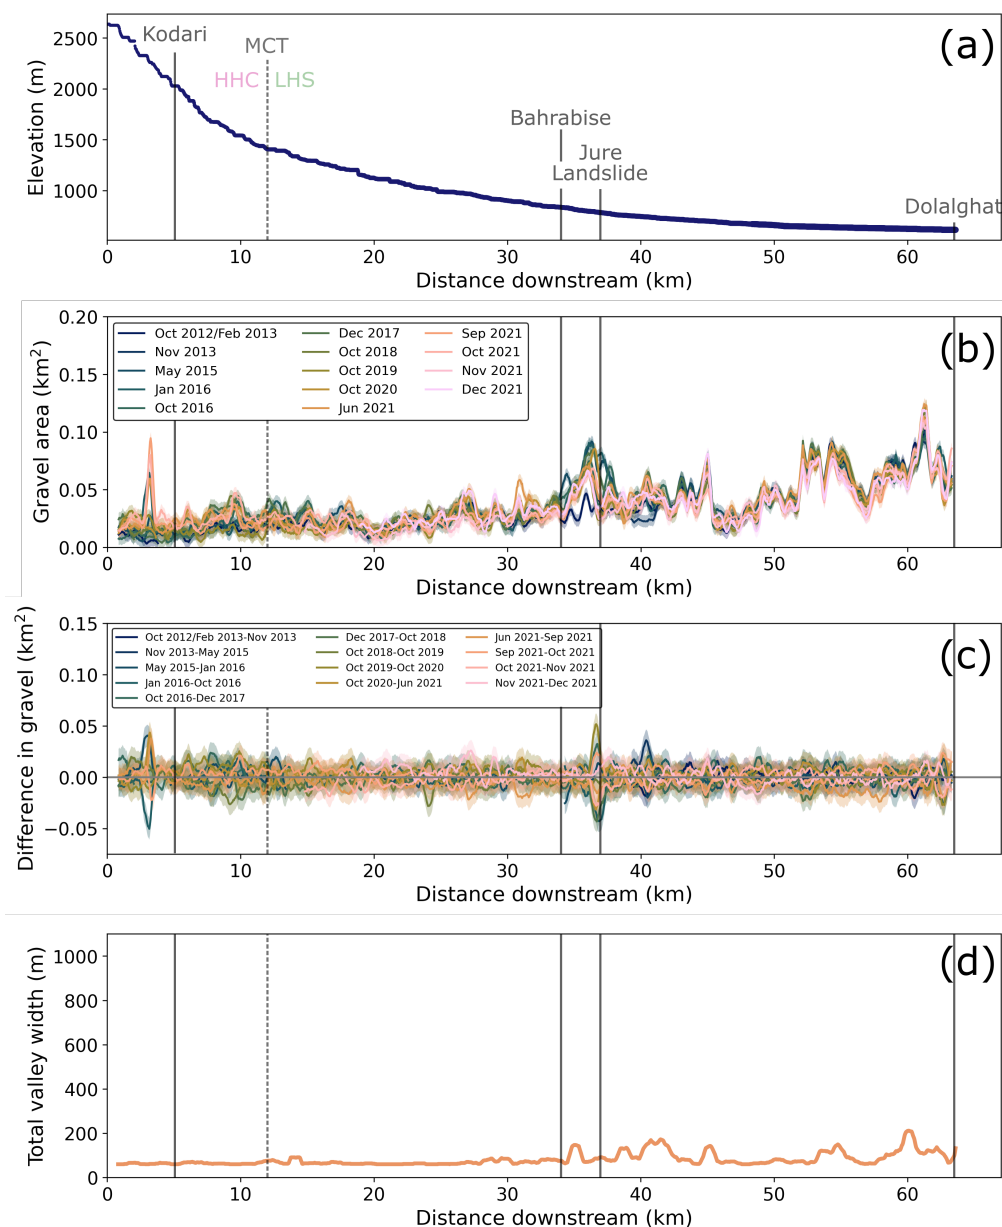 (a)
Elevation (m)
2500
2000
1500
1000
Kodari
MCT
HHC LHS
Bahrabise
Jure
Landslide
Dolalghat
0 10 20 30 40 50 60
Distance downstream (km)
(b)
Gravel area (km²)
0.20
0.15
0.10
0.05
0.00
Oct 2012/Feb 2013 Dec 2017 Sep 2021
Nov 2013 Oct 2018 Oct 2021
May 2015 Oct 2019 Nov 2021
Jan 2016 Oct 2020 Dec 2021
Oct 2016 Jun 2021
0 10 20 30 40 50 60
Distance downstream (km)
(c)
Difference in gravel (km²)
0.15
0.10
0.05
0.00
−0.05
Oct 2012/Feb 2013-Nov 2013 Dec 2017-Oct 2018 Jun 2021-Sep 2021
Nov 2013-May 2015 Oct 2018-Oct 2019 Sep 2021-Oct 2021
May 2015-Jan 2016 Oct 2019-Oct 2020 Oct 2021-Nov 2021
Jan 2016-Oct 2016 Oct 2020-Jun 2021 Nov 2021-Dec 2021
Oct 2016-Dec 2017
0 10 20 30 40 50 60
Distance downstream (km)
(d)
Total valley width (m)
1000
800
600
400
200
0
0 10 20 30 40 50 60
Distance downstream (km)